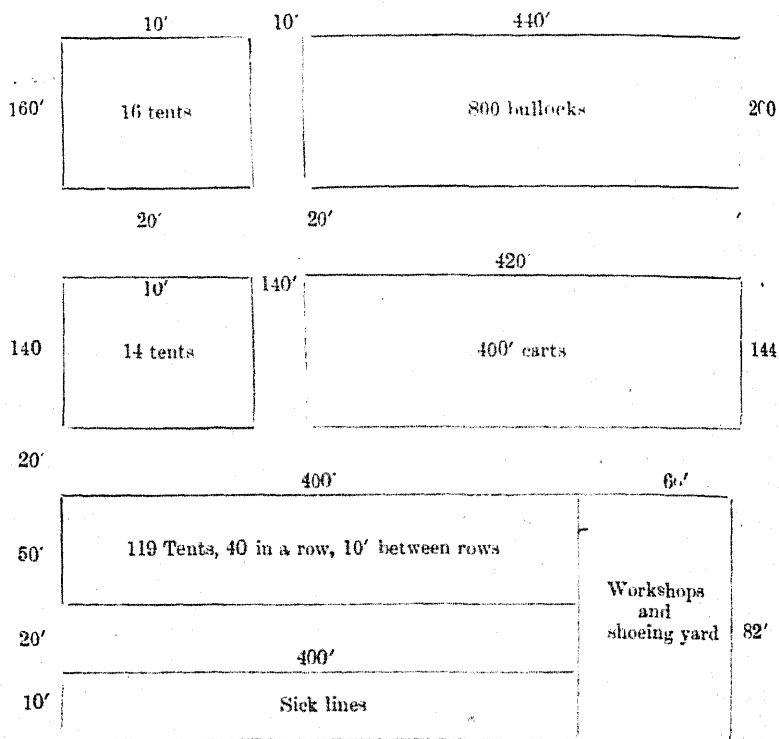 10′ 10′ 440′
160′ 16 tents 800 bullocks 200
20′ 20′
420′
10′ 140′
140 14 tents 400′ carts 144
20′
400′ 60′
50′ 119 Tents, 40 in a row, 10′ between rows
Workshops
and
shoeing yard 82′
20′ 400′
10′ Sick lines